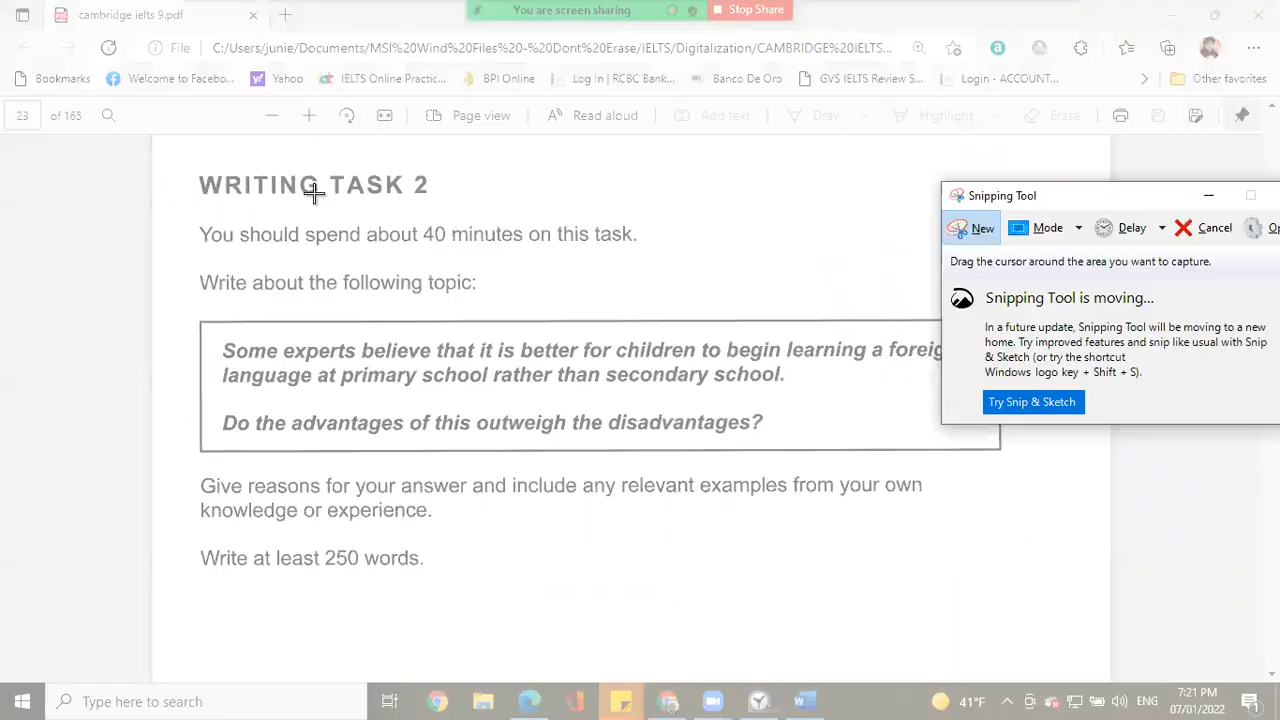 cambridge ielts 9.pdf
You are screen sharing
Stop Share
File
C:/Users/junie/Documents/MSI%20Wind%20Files%20-%20Dont%20Erase/iELTS/Digitalization/CAMBRIDGE%20iELTS...
Bookmarks
Welcome to Facebo...
Yahoo
IELTS Online Practic...
BPI Online
Log In | RCBC Bank...
Banco De Oro
GVS IELTS Review S...
Login - ACCOUNT...
Other favorites
23 of 165
Page view
Read aloud
Add text
Draw
Highlight
Erase
WRITING TASK 2
You should spend about 40 minutes on this task.
Write about the following topic:
Some experts believe that it is better for children to begin learning a foreig
language at primary school rather than secondary school.
Do the advantages of this outweigh the disadvantages?
Give reasons for your answer and include any relevant examples from your own
knowledge or experience.
Write at least 250 words.
Snipping Tool
New
Mode
Delay
Cancel
Op
Drag the cursor around the area you want to capture.
Snipping Tool is moving...
In a future update, Snipping Tool will be moving to a new
home. Try improved features and snip like usual with Snip
& Sketch (or try the shortcut
Windows logo key + Shift + S).
Try Snip & Sketch
Type here to search
41°F
ENG
7:21 PM
07/01/2022